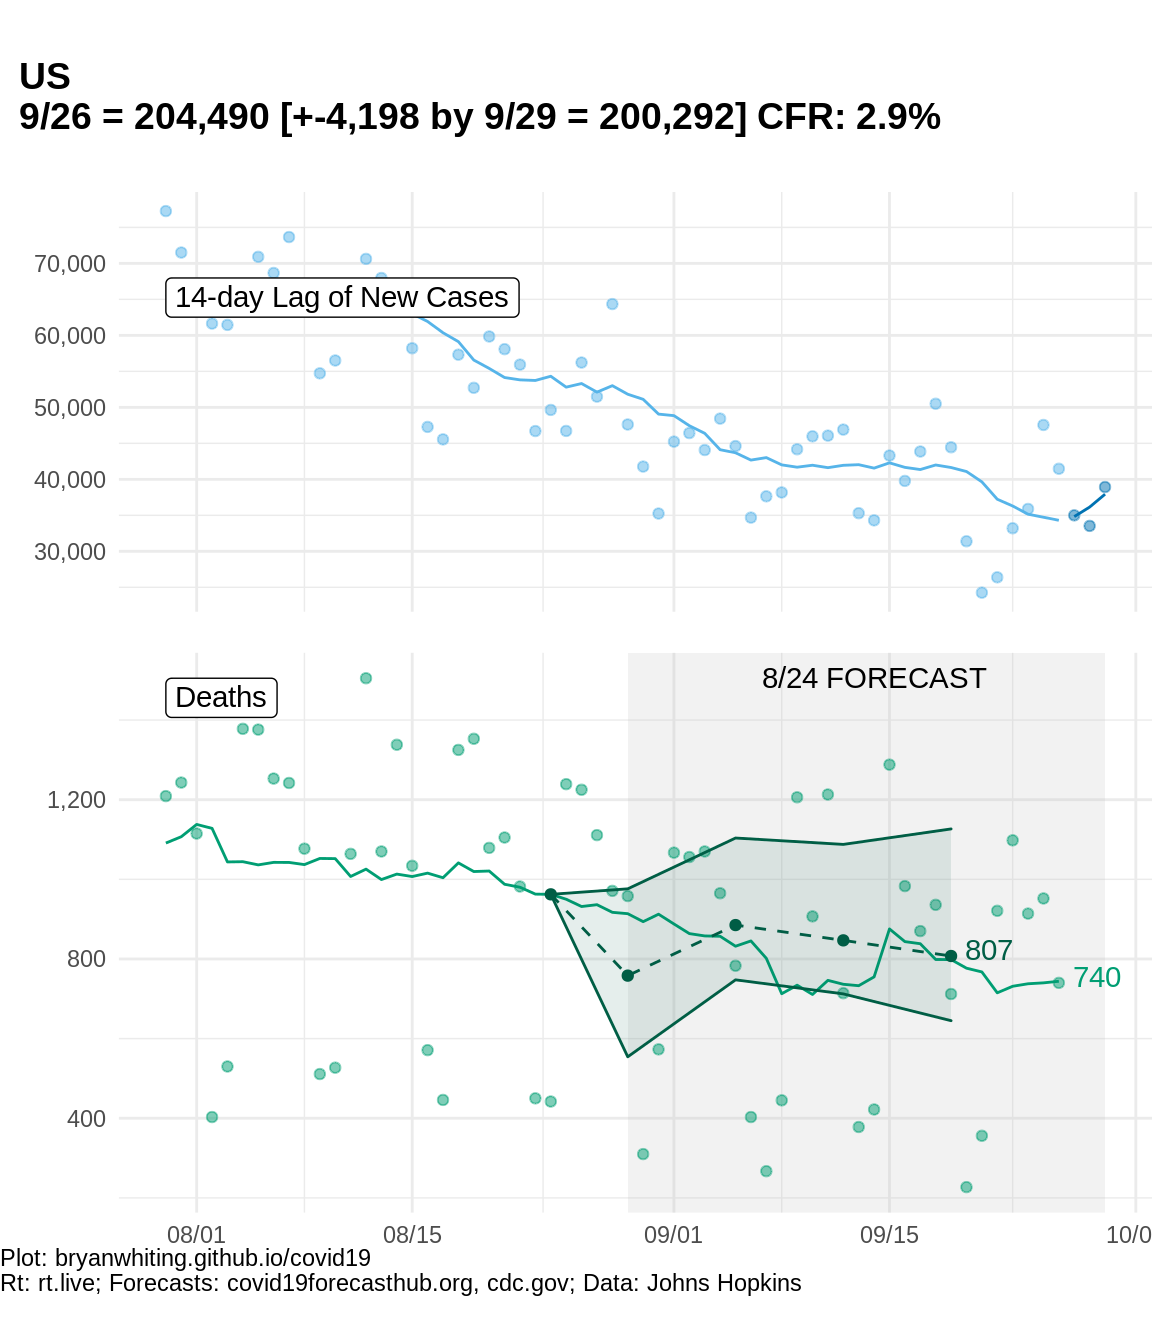 US
9/26 = 204,490 [+-4,198 by 9/29 = 200,292] CFR: 2.9%
70,000
14-day Lag of New Cases
60,000
50,000
40,000
30,000
8/24 FORECAST
Deaths
1,200
807
800
740
400
08/01 08/15 09/01 09/15 10/0
Plot: bryanwhiting.github.io/covid19
Rt: rt.live; Forecasts: covid19forecasthub.org, cdc.gov; Data: Johns Hopkins